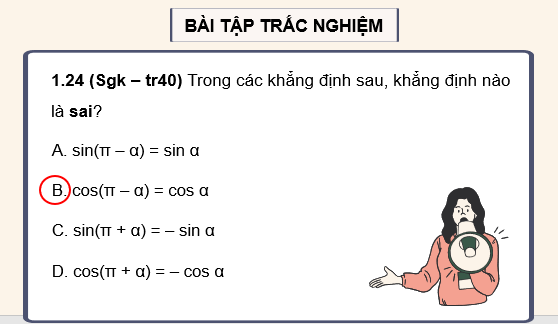 BÀI TẬP TRẮC NGHIỆM
1.24 (Sgk – tr40) Trong các khẳng định sau, khẳng định nào
là sai?
A. sin(π – α) = sin α
B. cos(π – α) = cos α
C. sin(π + α) = – sin α
D. cos(π + α) = – cos α